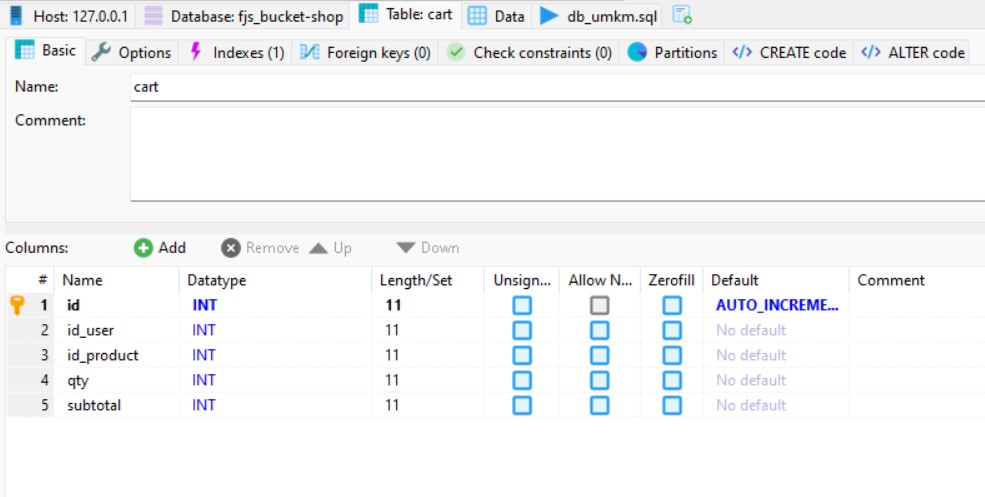 Host: 127.0.0.1 Database: fjs_bucket-shop Table: cart Data db_umkm.sql
Basic Options Indexes (1) Foreign keys (0) Check constraints (0) Partitions </> CREATE code </> ALTER code
Name: cart
Comment:
Columns: Add Remove Up Down
# Name Datatype Length/Set Unsign... Allow N... Zerofill Default Comment
1 id INT 11 AUTO_INCREME...
2 id_user INT 11 No default
3 id_product INT 11 No default
4 qty INT 11 No default
5 subtotal INT 11 No default